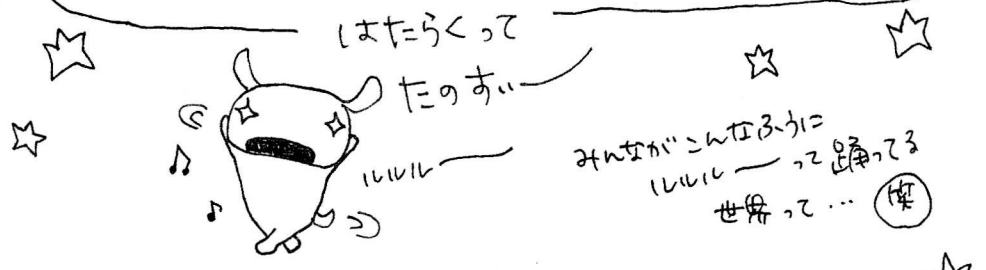 はたらくって
たのすぃー
ルルルー
みんながこんなふうに
ルルルー って踊ってる
世界って… 笑